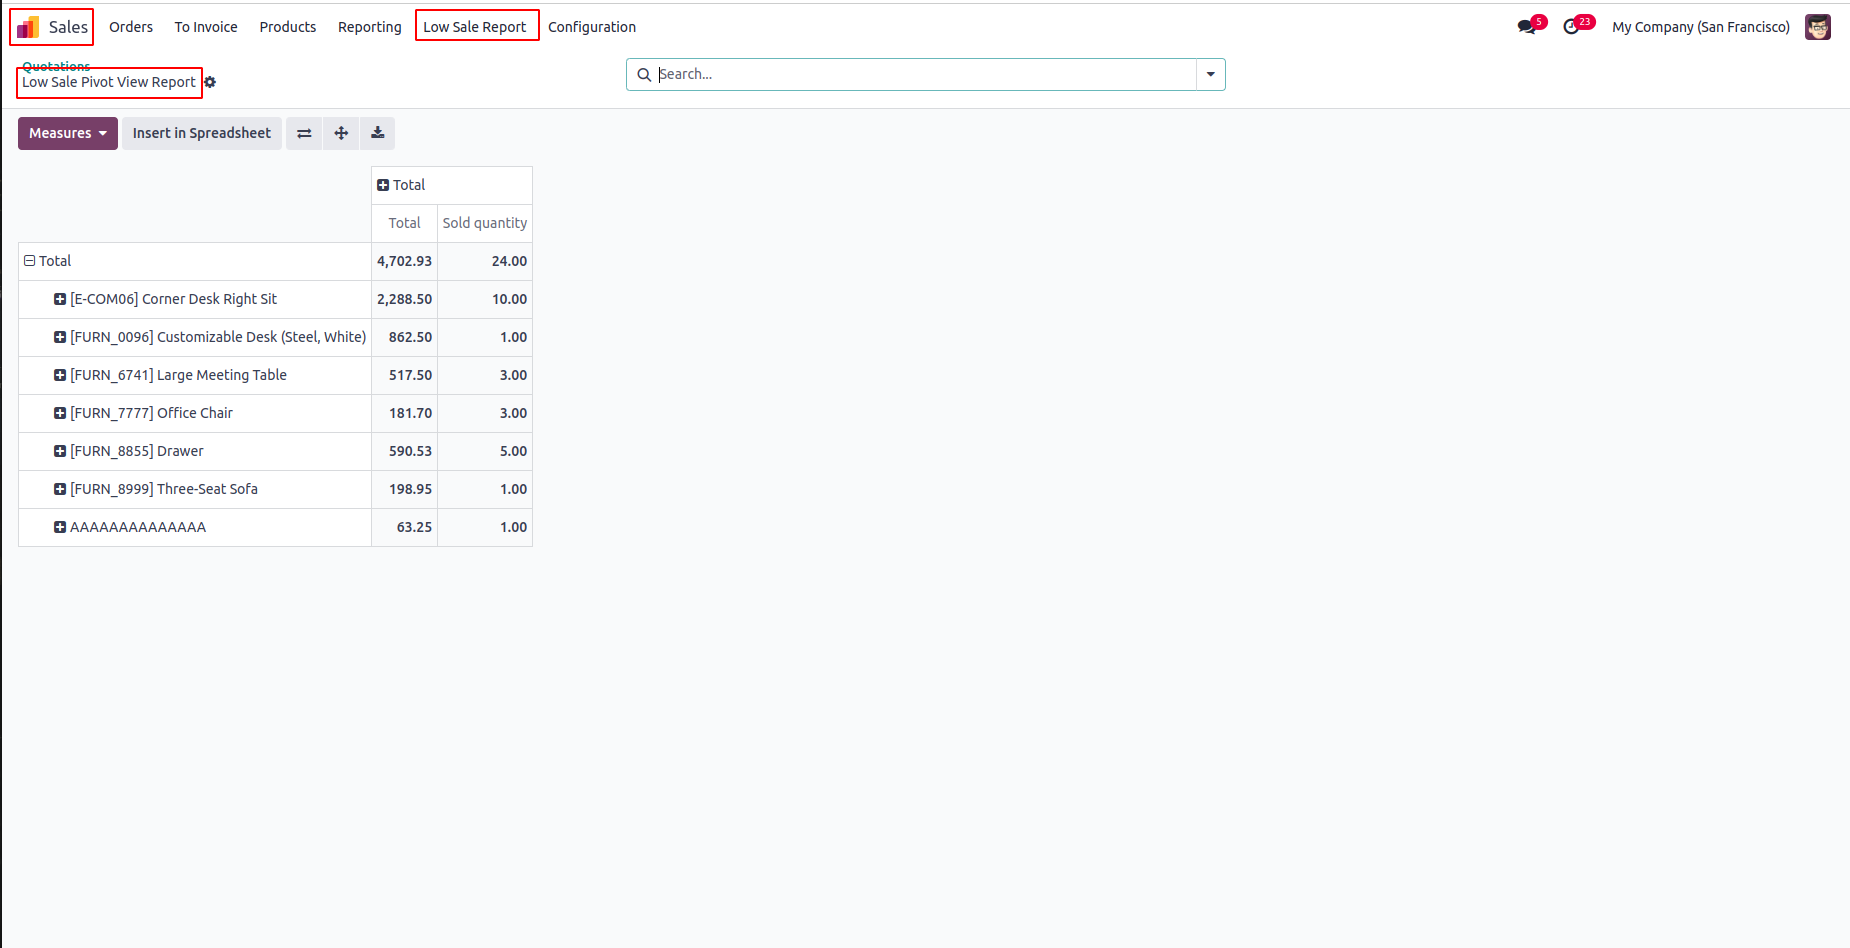 Sales Orders To Invoice Products Reporting Low Sale Report Configuration 5 23 My Company (San Francisco)
Quotations
Low Sale Pivot View Report
Search...
Measures Insert in Spreadsheet
Total
Total Sold quantity
Total 4,702.93 24.00
[E-COM06] Corner Desk Right Sit 2,288.50 10.00
[FURN_0096] Customizable Desk (Steel, White) 862.50 1.00
[FURN_6741] Large Meeting Table 517.50 3.00
[FURN_7777] Office Chair 181.70 3.00
[FURN_8855] Drawer 590.53 5.00
[FURN_8999] Three-Seat Sofa 198.95 1.00
AAAAAAAAAAAAAA 63.25 1.00